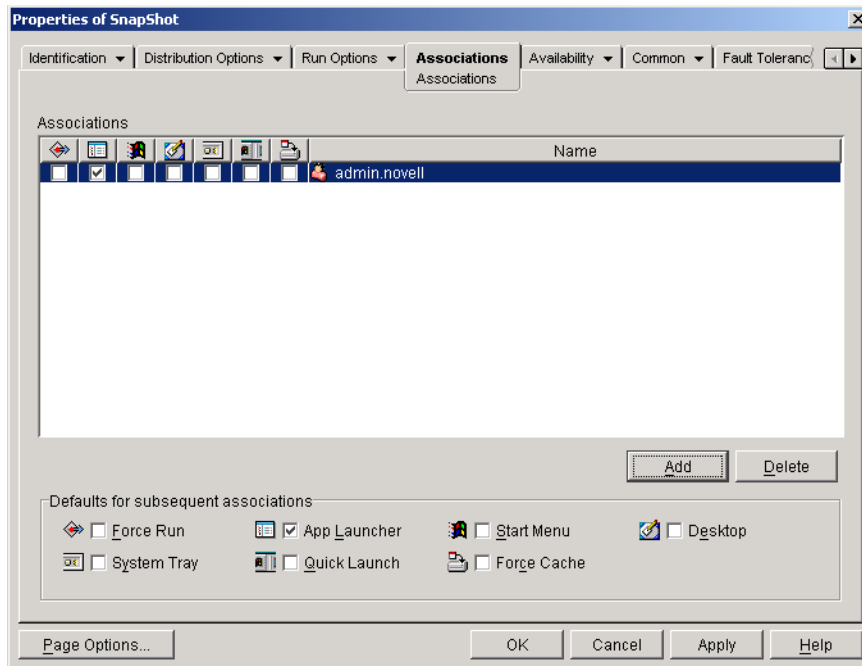 Properties of SnapShot
Identification Distribution Options Run Options Associations Availability Common Fault Toleranc
Associations
Associations
Name
admin.novell
Add Delete
Defaults for subsequent associations
Force Run App Launcher Start Menu Desktop
System Tray Quick Launch Force Cache
Page Options... OK Cancel Apply Help